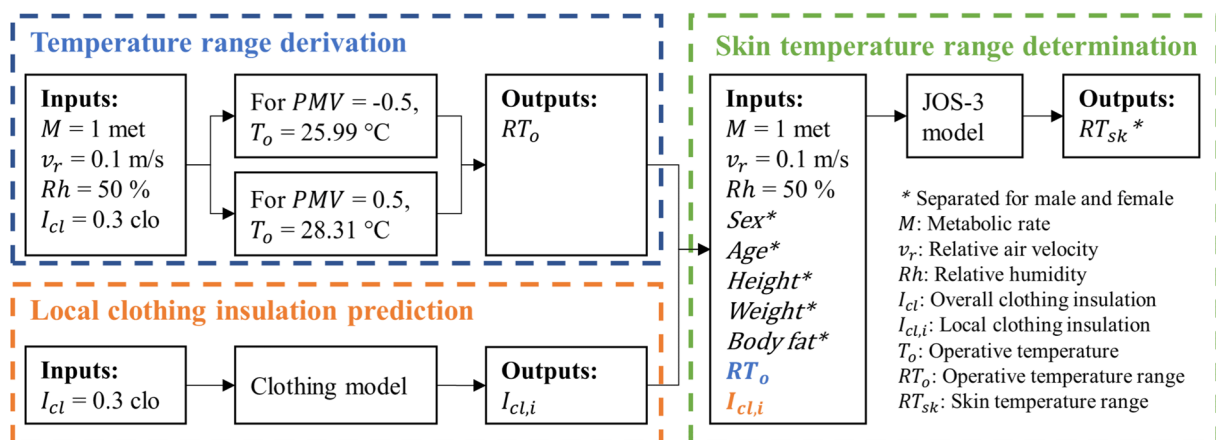 Temperature range derivation
Inputs:
M = 1 met
v_r = 0.1 m/s
Rh = 50 %
I_cl = 0.3 clo
For PMV = -0.5,
T_o = 25.99 °C
For PMV = 0.5,
T_o = 28.31 °C
Outputs:
RT_o
Local clothing insulation prediction
Inputs:
I_cl = 0.3 clo
Clothing model
Outputs:
I_cl,i
Skin temperature range determination
Inputs:
M = 1 met
v_r = 0.1 m/s
Rh = 50 %
Sex*
Age*
Height*
Weight*
Body fat*
RT_o
I_cl,i
JOS-3
model
Outputs:
RT_sk*
* Separated for male and female
M: Metabolic rate
v_r: Relative air velocity
Rh: Relative humidity
I_cl: Overall clothing insulation
I_cl,i: Local clothing insulation
T_o: Operative temperature
RT_o: Operative temperature range
RT_sk: Skin temperature range